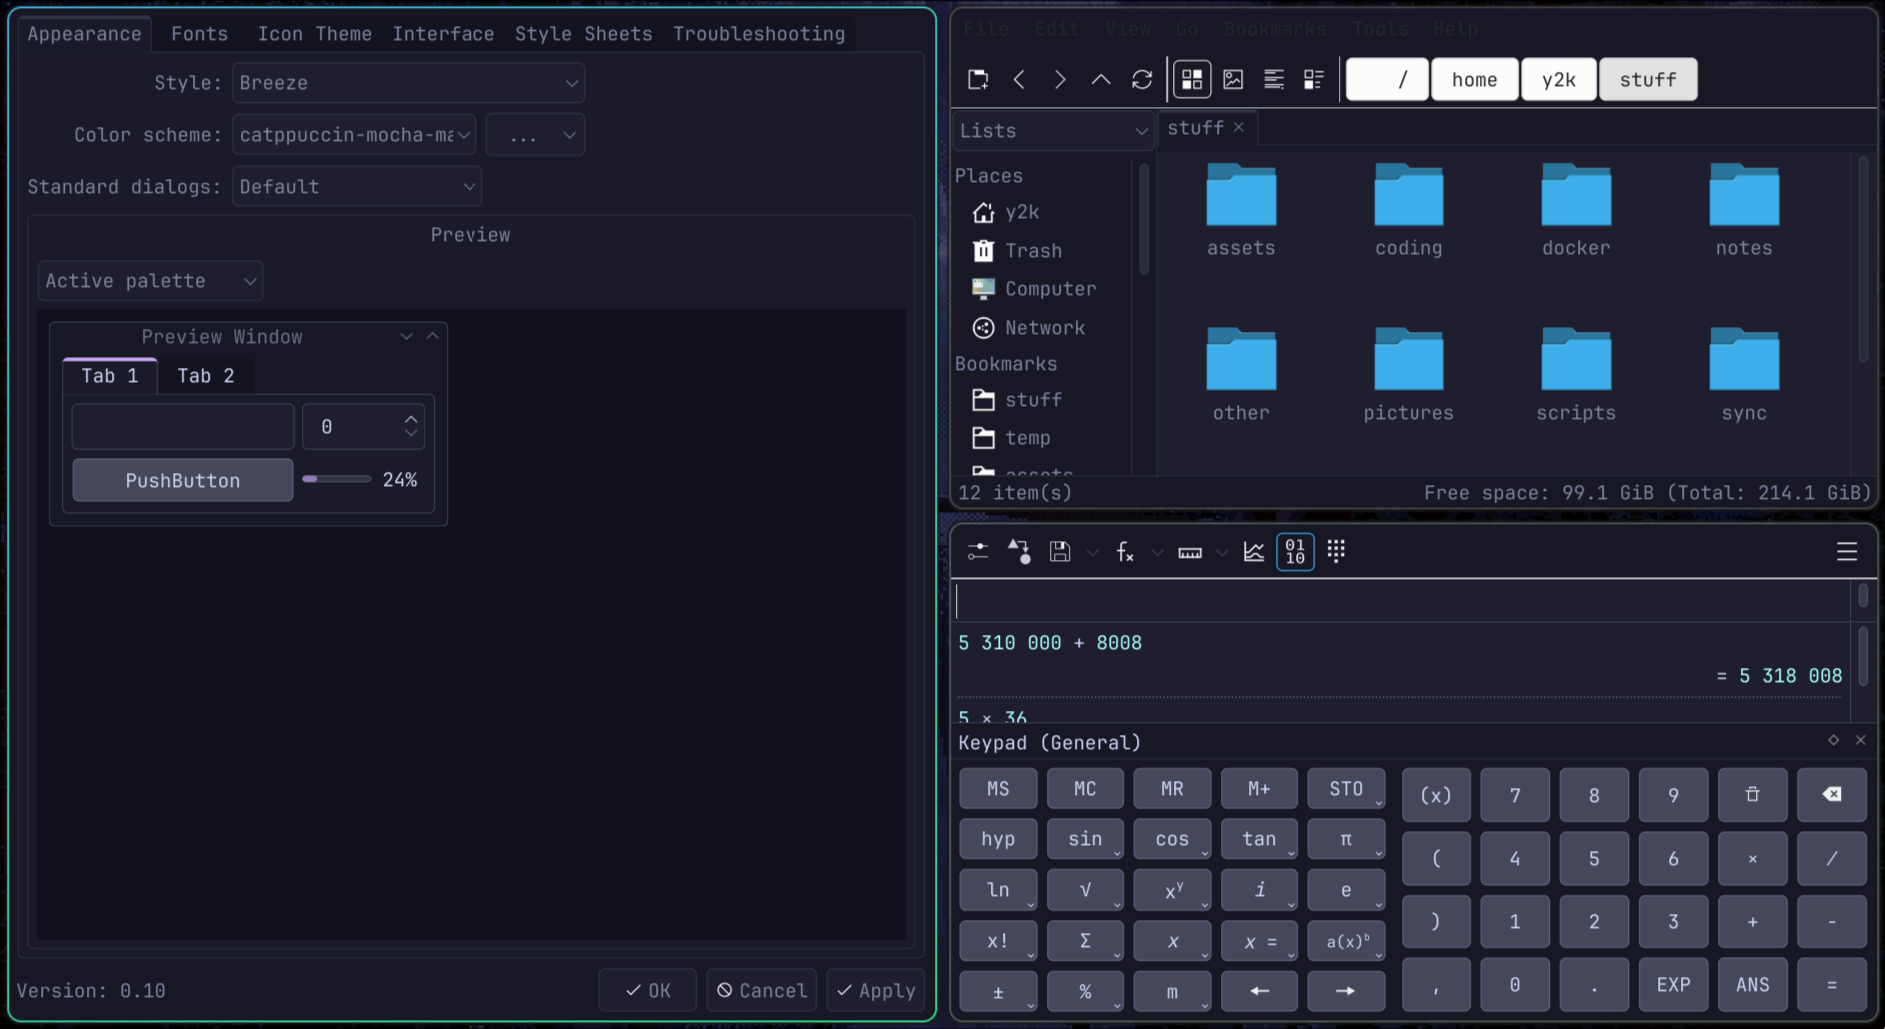 Appearance Fonts Icon Theme Interface Style Sheets Troubleshooting
Style: Breeze
Color scheme: catppuccin-mocha-ma ...
Standard dialogs: Default
Preview
Active palette
Preview Window
Tab 1 Tab 2
0
PushButton 24%
Version: 0.10 OK Cancel Apply
File Edit View Go Bookmarks Tools Help
/ home y2k stuff
Lists stuff
Places
y2k
Trash
Computer
Network
Bookmarks
stuff
temp
assets
assets coding docker notes
other pictures scripts sync
12 item(s) Free space: 99.1 GiB (Total: 214.1 GiB)
fx 01 10
5 310 000 + 8008
= 5 318 008
5 × 36
Keypad (General)
MS MC MR M+ STO (x) 7 8 9
hyp sin cos tan π ( 4 5 6 × /
ln √ xʸ i e ) 1 2 3 + -
x! Σ x x = a(x)ᵇ
± % m ← → , 0 . EXP ANS =